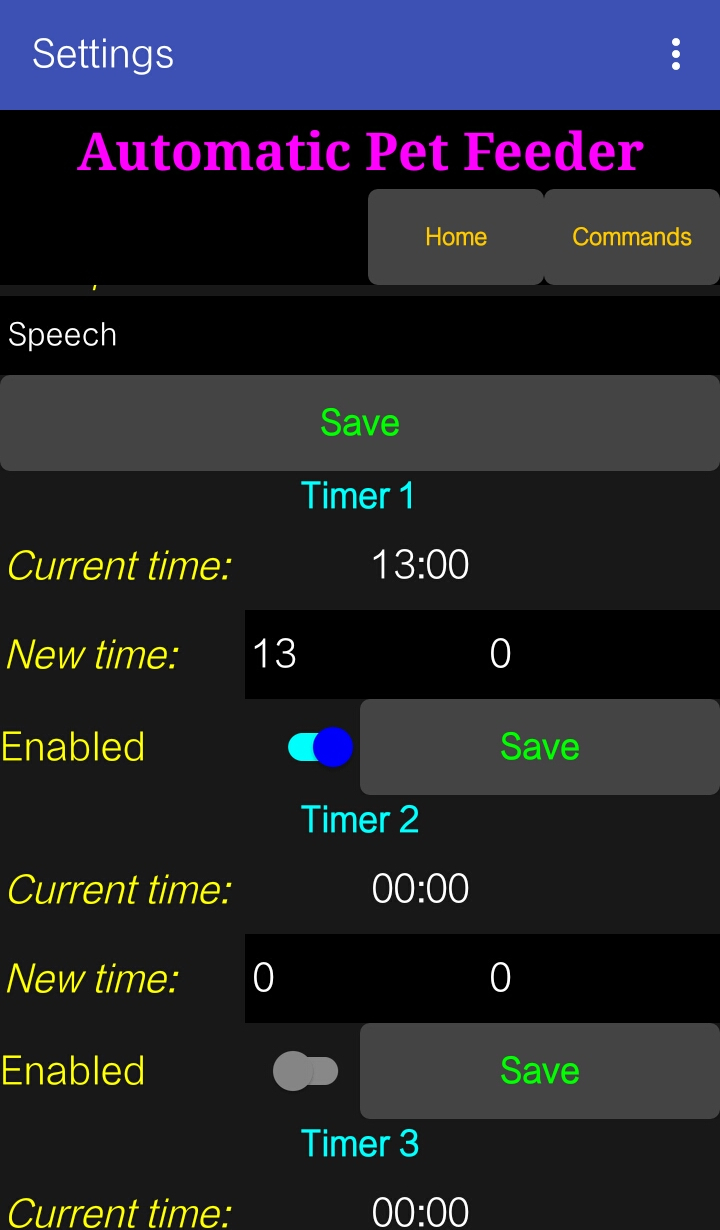 Settings
Automatic Pet Feeder
Home Commands
Speech
Save
Timer 1
Current time: 13:00
New time: 13 0
Enabled Save
Timer 2
Current time: 00:00
New time: 0 0
Enabled Save
Timer 3
Current time: 00:00